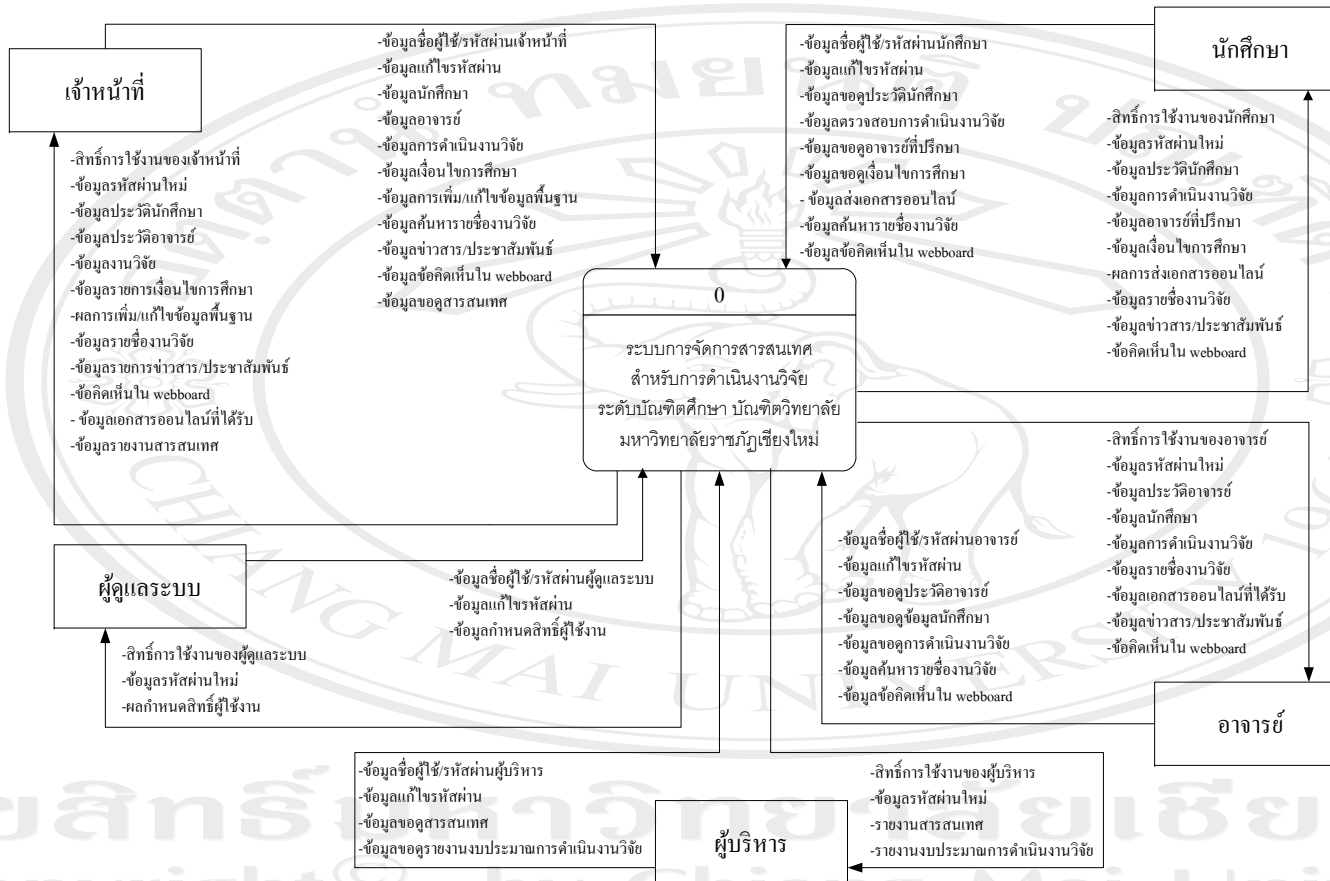 เจ้าหน้าที่
-ข้อมูลชื่อผู้ใช้/รหัสผ่านเจ้าหน้าที่
-ข้อมูลแก้ไขรหัสผ่าน
-ข้อมูลนักศึกษา
-ข้อมูลอาจารย์
-ข้อมูลการดำเนินงานวิจัย
-ข้อมูลเงื่อนไขการศึกษา
-ข้อมูลการเพิ่ม/แก้ไขข้อมูลพื้นฐาน
-ข้อมูลค้นหารายชื่องานวิจัย
-ข้อมูลข่าวสาร/ประชาสัมพันธ์
-ข้อมูลข้อคิดเห็นใน webboard
-ข้อมูลขอดูสารสนเทศ
-สิทธิ์การใช้งานของเจ้าหน้าที่
-ข้อมูลรหัสผ่านใหม่
-ข้อมูลประวัตินักศึกษา
-ข้อมูลประวัติอาจารย์
-ข้อมูลงานวิจัย
-ข้อมูลรายการเงื่อนไขการศึกษา
-ผลการเพิ่ม/แก้ไขข้อมูลพื้นฐาน
-ข้อมูลรายชื่องานวิจัย
-ข้อมูลรายการข่าวสาร/ประชาสัมพันธ์
-ข้อคิดเห็นใน webboard
- ข้อมูลเอกสารออนไลน์ที่ได้รับ
-ข้อมูลรายงานสารสนเทศ
นักศึกษา
-ข้อมูลชื่อผู้ใช้/รหัสผ่านนักศึกษา
-ข้อมูลแก้ไขรหัสผ่าน
-ข้อมูลขอดูประวัตินักศึกษา
-ข้อมูลตรวจสอบการดำเนินงานวิจัย
-ข้อมูลขอดูอาจารย์ที่ปรึกษา
-ข้อมูลขอดูเงื่อนไขการศึกษา
- ข้อมูลส่งเอกสารออนไลน์
-ข้อมูลค้นหารายชื่องานวิจัย
-ข้อมูลข้อคิดเห็นใน webboard
-สิทธิ์การใช้งานของนักศึกษา
-ข้อมูลรหัสผ่านใหม่
-ข้อมูลประวัตินักศึกษา
-ข้อมูลการดำเนินงานวิจัย
-ข้อมูลอาจารย์ที่ปรึกษา
-ข้อมูลเงื่อนไขการศึกษา
-ผลการส่งเอกสารออนไลน์
-ข้อมูลรายชื่องานวิจัย
-ข้อมูลข่าวสาร/ประชาสัมพันธ์
-ข้อคิดเห็นใน webboard
0
ระบบการจัดการสารสนเทศ
สำหรับการดำเนินงานวิจัย
ระดับบัณฑิตศึกษา บัณฑิตวิทยาลัย
มหาวิทยาลัยราชภัฏเชียงใหม่
ผู้ดูแลระบบ
-ข้อมูลชื่อผู้ใช้/รหัสผ่านผู้ดูแลระบบ
-ข้อมูลแก้ไขรหัสผ่าน
-ข้อมูลกำหนดสิทธิ์ผู้ใช้งาน
-สิทธิ์การใช้งานของผู้ดูแลระบบ
-ข้อมูลรหัสผ่านใหม่
-ผลกำหนดสิทธิ์ผู้ใช้งาน
-ข้อมูลชื่อผู้ใช้/รหัสผ่านอาจารย์
-ข้อมูลแก้ไขรหัสผ่าน
-ข้อมูลขอดูประวัติอาจารย์
-ข้อมูลขอดูข้อมูลนักศึกษา
-ข้อมูลขอดูการดำเนินงานวิจัย
-ข้อมูลค้นหารายชื่องานวิจัย
-ข้อมูลข้อคิดเห็นใน webboard
-สิทธิ์การใช้งานของอาจารย์
-ข้อมูลรหัสผ่านใหม่
-ข้อมูลประวัติอาจารย์
-ข้อมูลนักศึกษา
-ข้อมูลการดำเนินงานวิจัย
-ข้อมูลรายชื่องานวิจัย
-ข้อมูลเอกสารออนไลน์ที่ได้รับ
-ข้อมูลข่าวสาร/ประชาสัมพันธ์
-ข้อคิดเห็นใน webboard
อาจารย์
-ข้อมูลชื่อผู้ใช้/รหัสผ่านผู้บริหาร
-ข้อมูลแก้ไขรหัสผ่าน
-ข้อมูลขอดูสารสนเทศ
-ข้อมูลขอดูรายงานงบประมาณการดำเนินงานวิจัย
-สิทธิ์การใช้งานของผู้บริหาร
-ข้อมูลรหัสผ่านใหม่
-รายงานสารสนเทศ
-รายงานงบประมาณการดำเนินงานวิจัย
ผู้บริหาร
CHIANG MAI UNIVERSITY
by Chiang Mai Uni